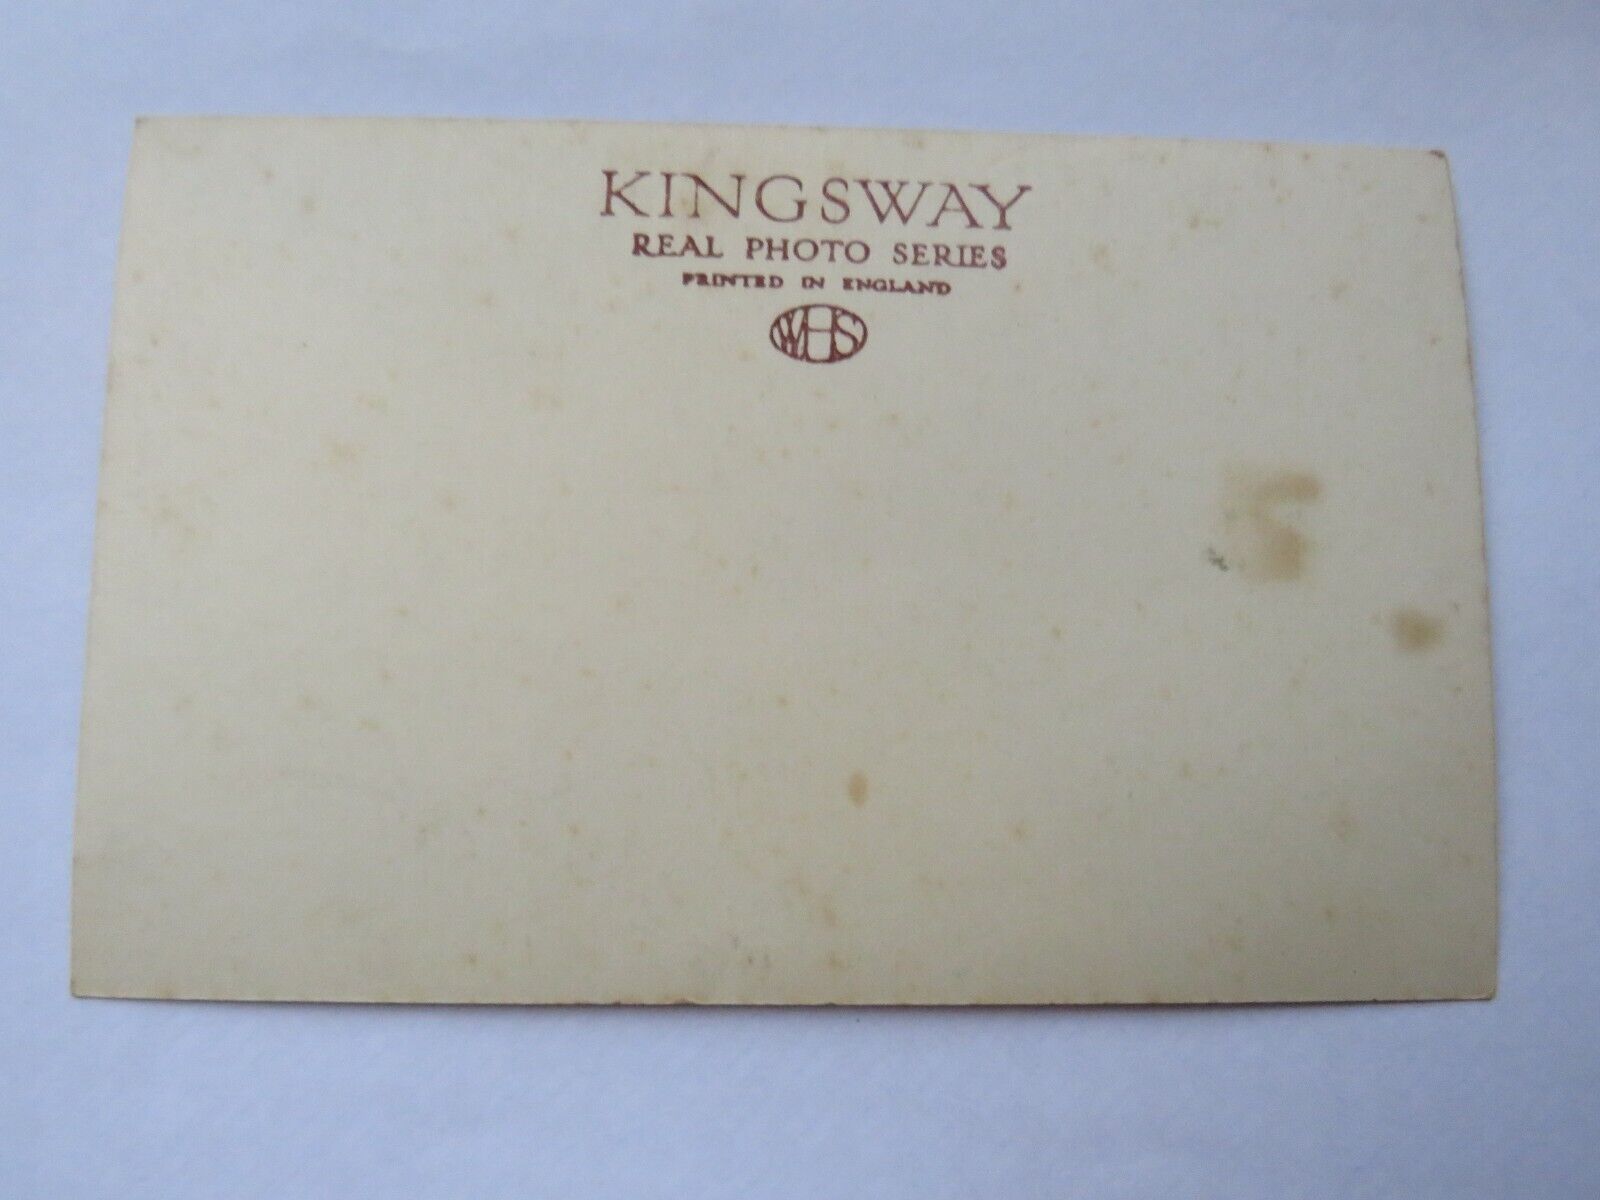 KINGSWAY
REAL PHOTO SERIES
PRINTED IN ENGLAND
WHS